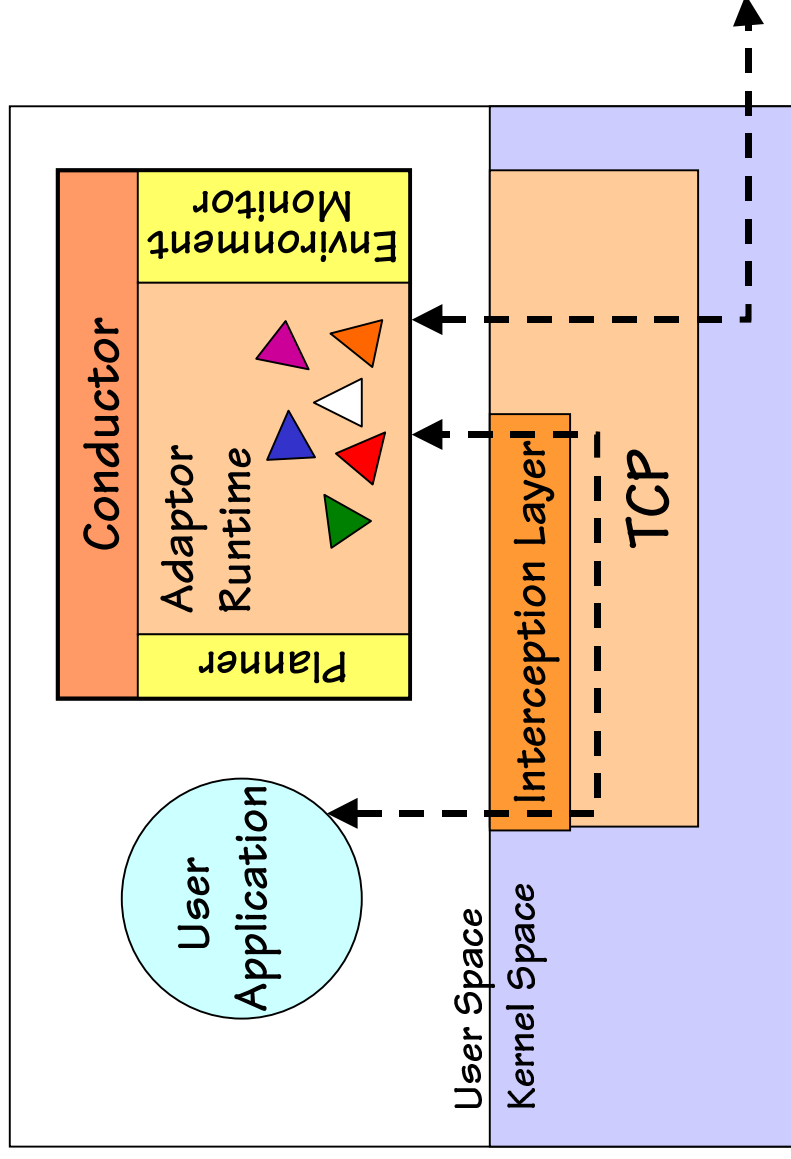 Conductor
Planner
Adaptor
Runtime
Environment
Monitor
User
Application
User Space
Kernel Space
Interception Layer
TCP